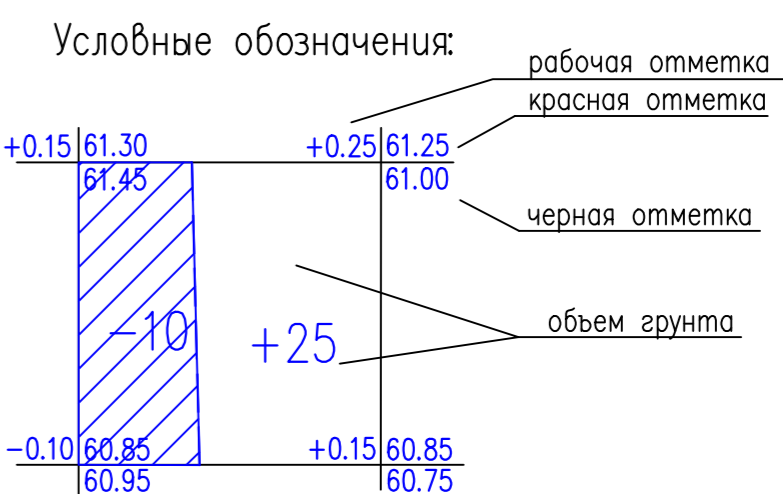 Условные обозначения:
рабочая отметка
красная отметка
+0.15 61.30 +0.25 61.25
61.45 61.00
черная отметка
объем грунта
-10 +25
-0.10 60.85 +0.15 60.85
60.95 60.75